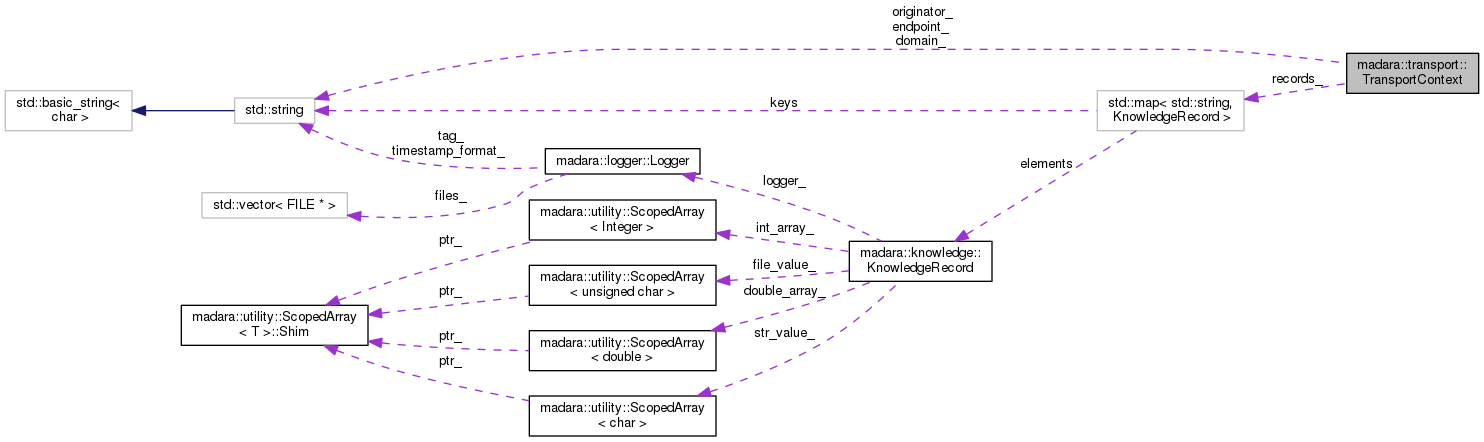 originator_
endpoint_
domain_
madara::transport::
TransportContext
records_
std::basic_string<
char >
std::string
keys
std::map< std::string,
KnowledgeRecord >
tag_
timestamp_format_
madara::logger::Logger
elements
logger_
files_
std::vector< FILE * >
madara::utility::ScopedArray
< Integer >
int_array_
ptr_
madara::knowledge::
KnowledgeRecord
file_value_
madara::utility::ScopedArray
< unsigned char >
ptr_
double_array_
madara::utility::ScopedArray
< T >::Shim
str_value_
ptr_
madara::utility::ScopedArray
< double >
ptr_
madara::utility::ScopedArray
< char >